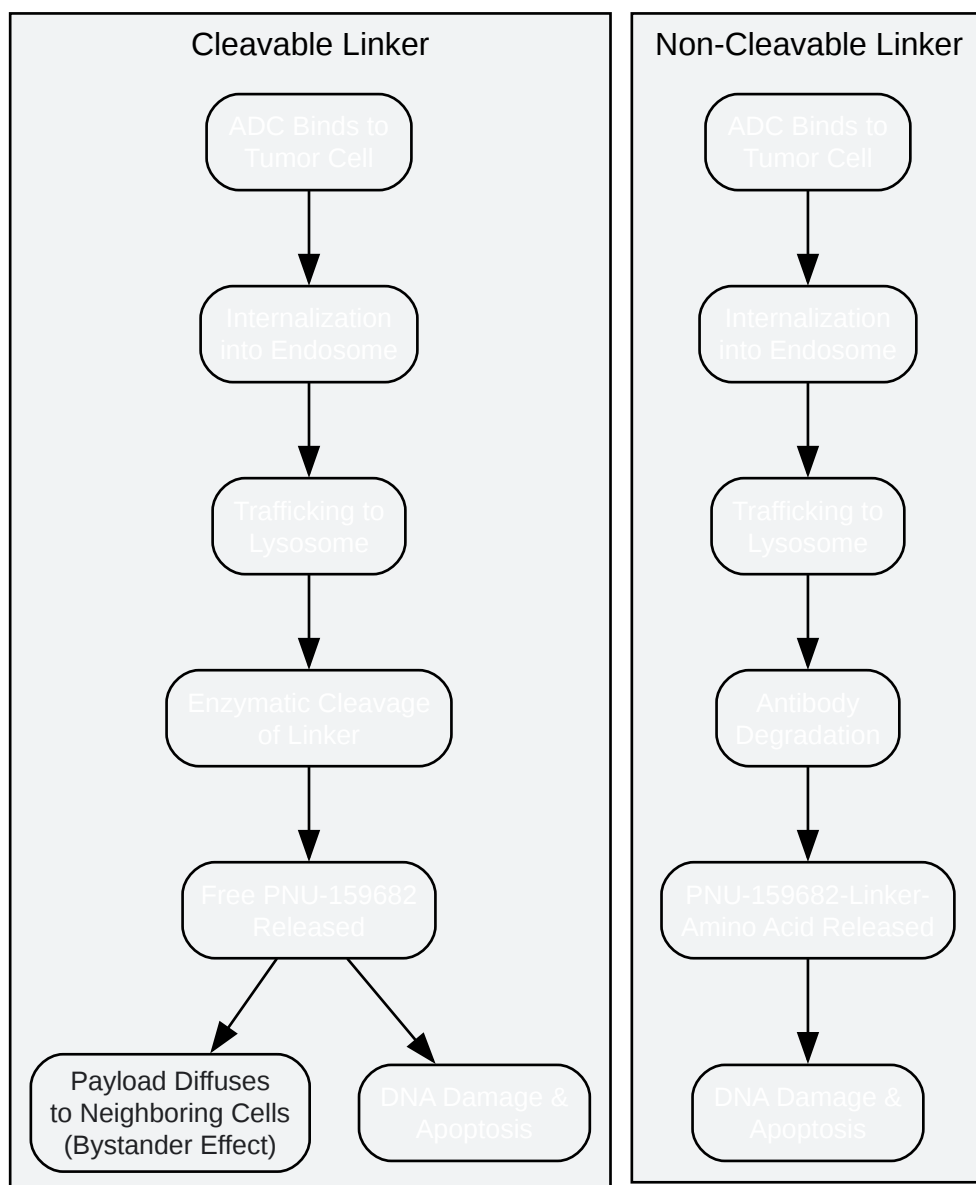 Cleavable Linker
ADC Binds to
Tumor Cell
Internalization
into Endosome
Trafficking to
Lysosome
Enzymatic Cleavage
of Linker
Free PNU-159682
Released
Payload Diffuses
to Neighboring Cells
(Bystander Effect)
DNA Damage &
Apoptosis
Non-Cleavable Linker
ADC Binds to
Tumor Cell
Internalization
into Endosome
Trafficking to
Lysosome
Antibody
Degradation
PNU-159682-Linker-
Amino Acid Released
DNA Damage &
Apoptosis